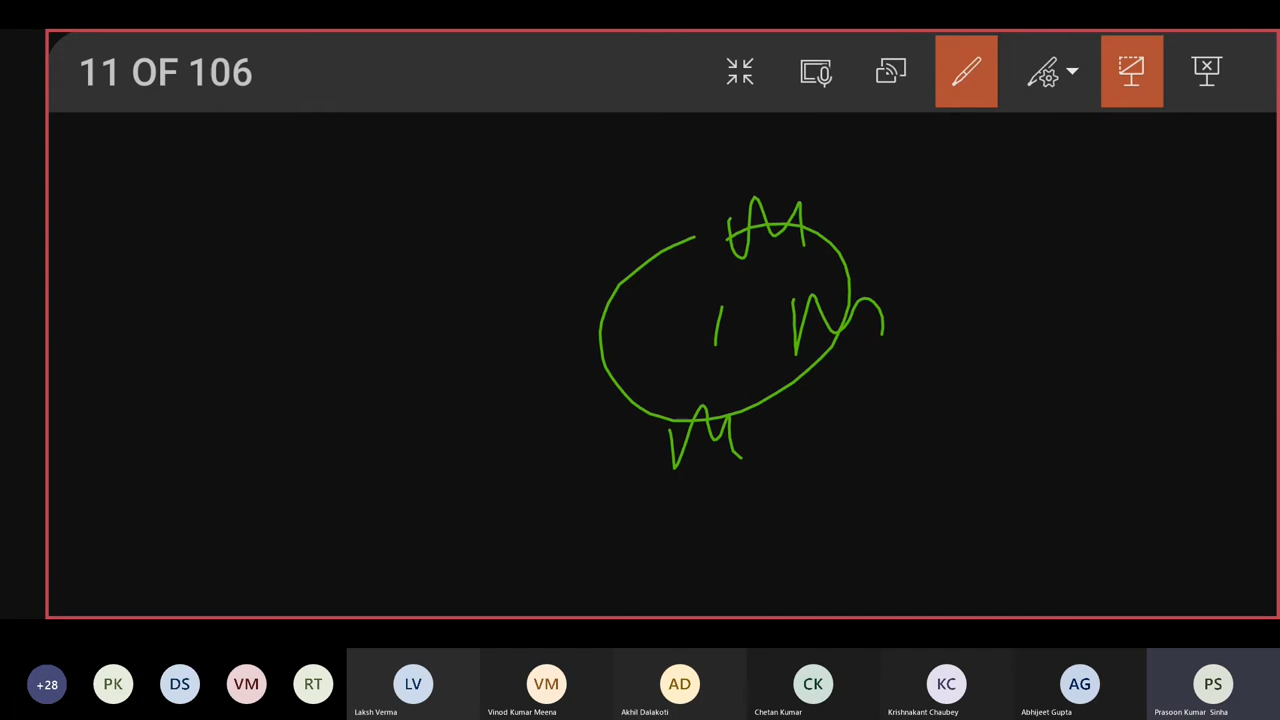 11 OF 106
M
1 M
M
+28 PK DS VM RT LV VM AD CK KC AG PS
Laksh Verma Vinod Kumar Meena Akhil Dalakoti Chetan Kumar Krishnakant Chaubey Abhijeet Gupta Prasoon Kumar Sinha